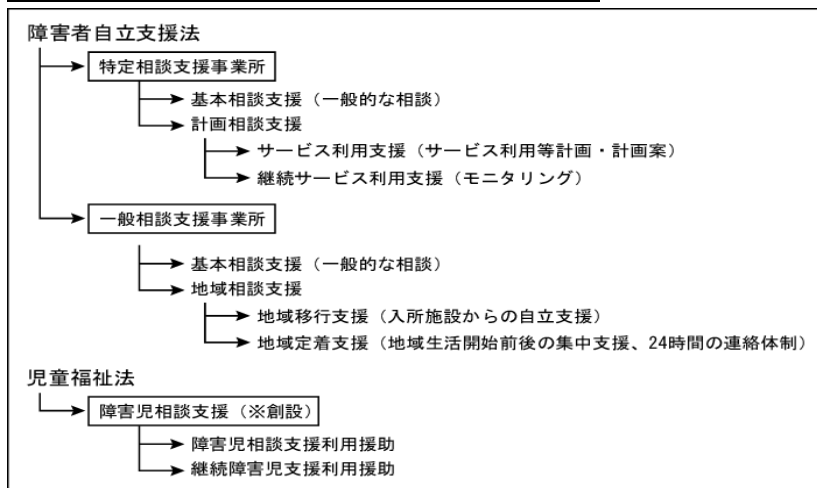 障害者自立支援法
特定相談支援事業所
基本相談支援（一般的な相談）
計画相談支援
サービス利用支援（サービス利用等計画・計画案）
継続サービス利用支援（モニタリング）
一般相談支援事業所
基本相談支援（一般的な相談）
地域相談支援
地域移行支援（入所施設からの自立支援）
地域定着支援（地域生活開始前後の集中支援、24時間の連絡体制）
児童福祉法
障害児相談支援（※創設）
障害児相談支援利用援助
継続障害児支援利用援助